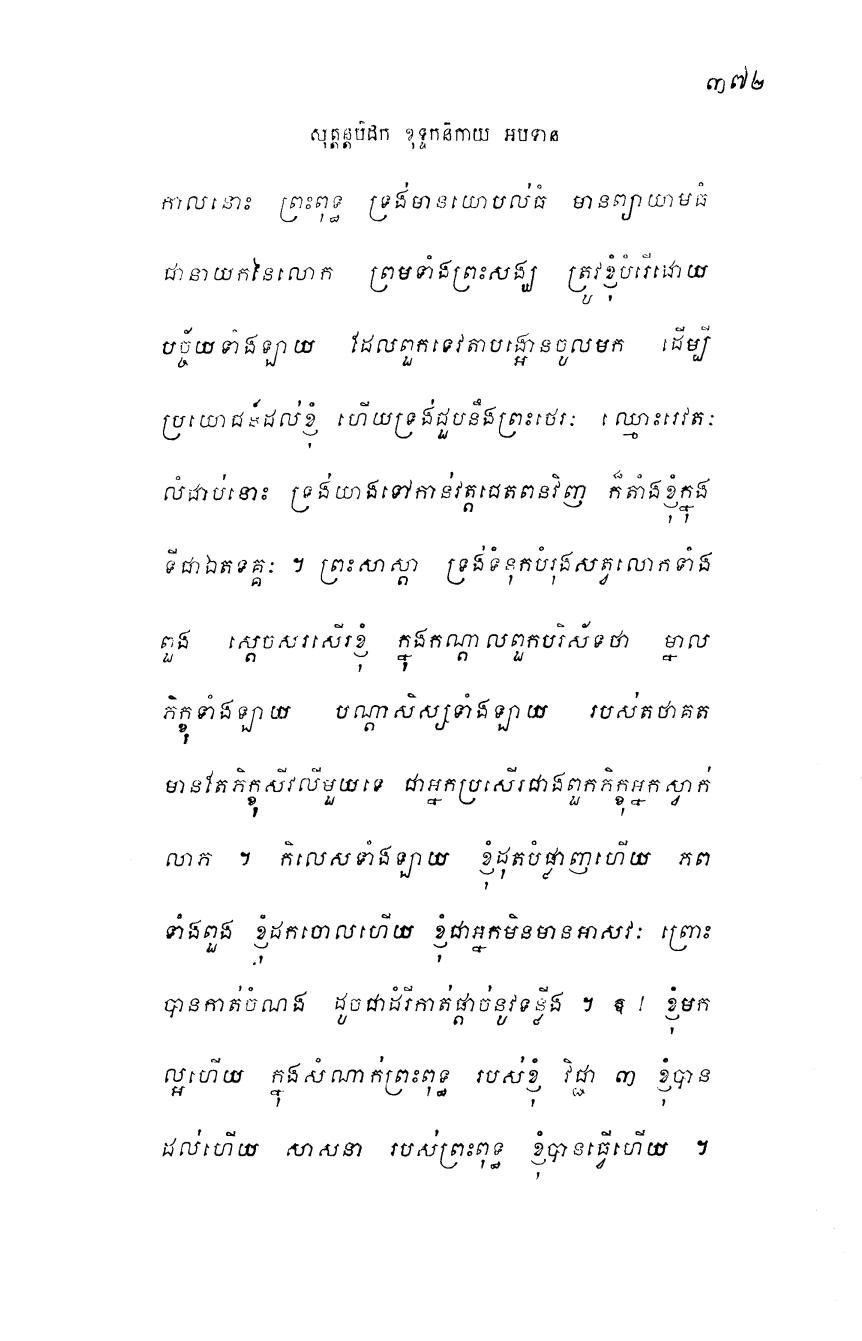 ៣៧២
សុត្តន្តបិដក ខុទ្ទកនិកាយ អបទាន
កាលនោះ ព្រះពុទ្ធ ទ្រង់មានយោបល់ធំ មានព្យាយាមធំ
ជានាយកនៃលោក ព្រមទាំងព្រះសង្ឃ ត្រូវខ្ញុំបំរើដោយ
បច្ច័យទាំងឡាយ ដែលពួកទេវតាបង្អោនចូលមក ដើម្បី
ប្រយោជន៍ដល់ខ្ញុំ ហើយទ្រង់ជួបនឹងព្រះថេរៈ ឈ្មោះរេវតៈ
លំដាប់នោះ ទ្រង់យាងទៅកាន់វត្តជេតពនវិញ ក៏តាំងខ្ញុំក្នុង
ទីជាឯតទគ្គៈ ។ ព្រះសាស្តា ទ្រង់ទំនុកបំរុងសត្វលោកទាំង
ពួង ស្តេចសរសើរខ្ញុំ ក្នុងកណ្តាលពួកបរិស័ទថា ម្នាល
ភិក្ខុទាំងឡាយ បណ្តាសិស្សទាំងឡាយ របស់តថាគត
មានតែភិក្ខុសីវលីមួយទេ ជាអ្នកប្រសើរជាងពួកភិក្ខុអ្នកស្វាក់
លាភ ។ កិលេសទាំងឡាយ ខ្ញុំដុតបំផ្លាញហើយ ភព
ទាំងពួង ខ្ញុំដកចោលហើយ ខ្ញុំជាអ្នកមិនមានអាសវៈ ព្រោះ
បានកាត់ចំណង ដូចជាដំរីកាត់ផ្តាច់នូវទន្លីង ។ ឱ ! ខ្ញុំមក
ល្អហើយ ក្នុងសំណាក់ព្រះពុទ្ធ របស់ខ្ញុំ វិជ្ជា ៣ ខ្ញុំបាន
ដល់ហើយ សាសនា របស់ព្រះពុទ្ធ ខ្ញុំបានធ្វើហើយ ។